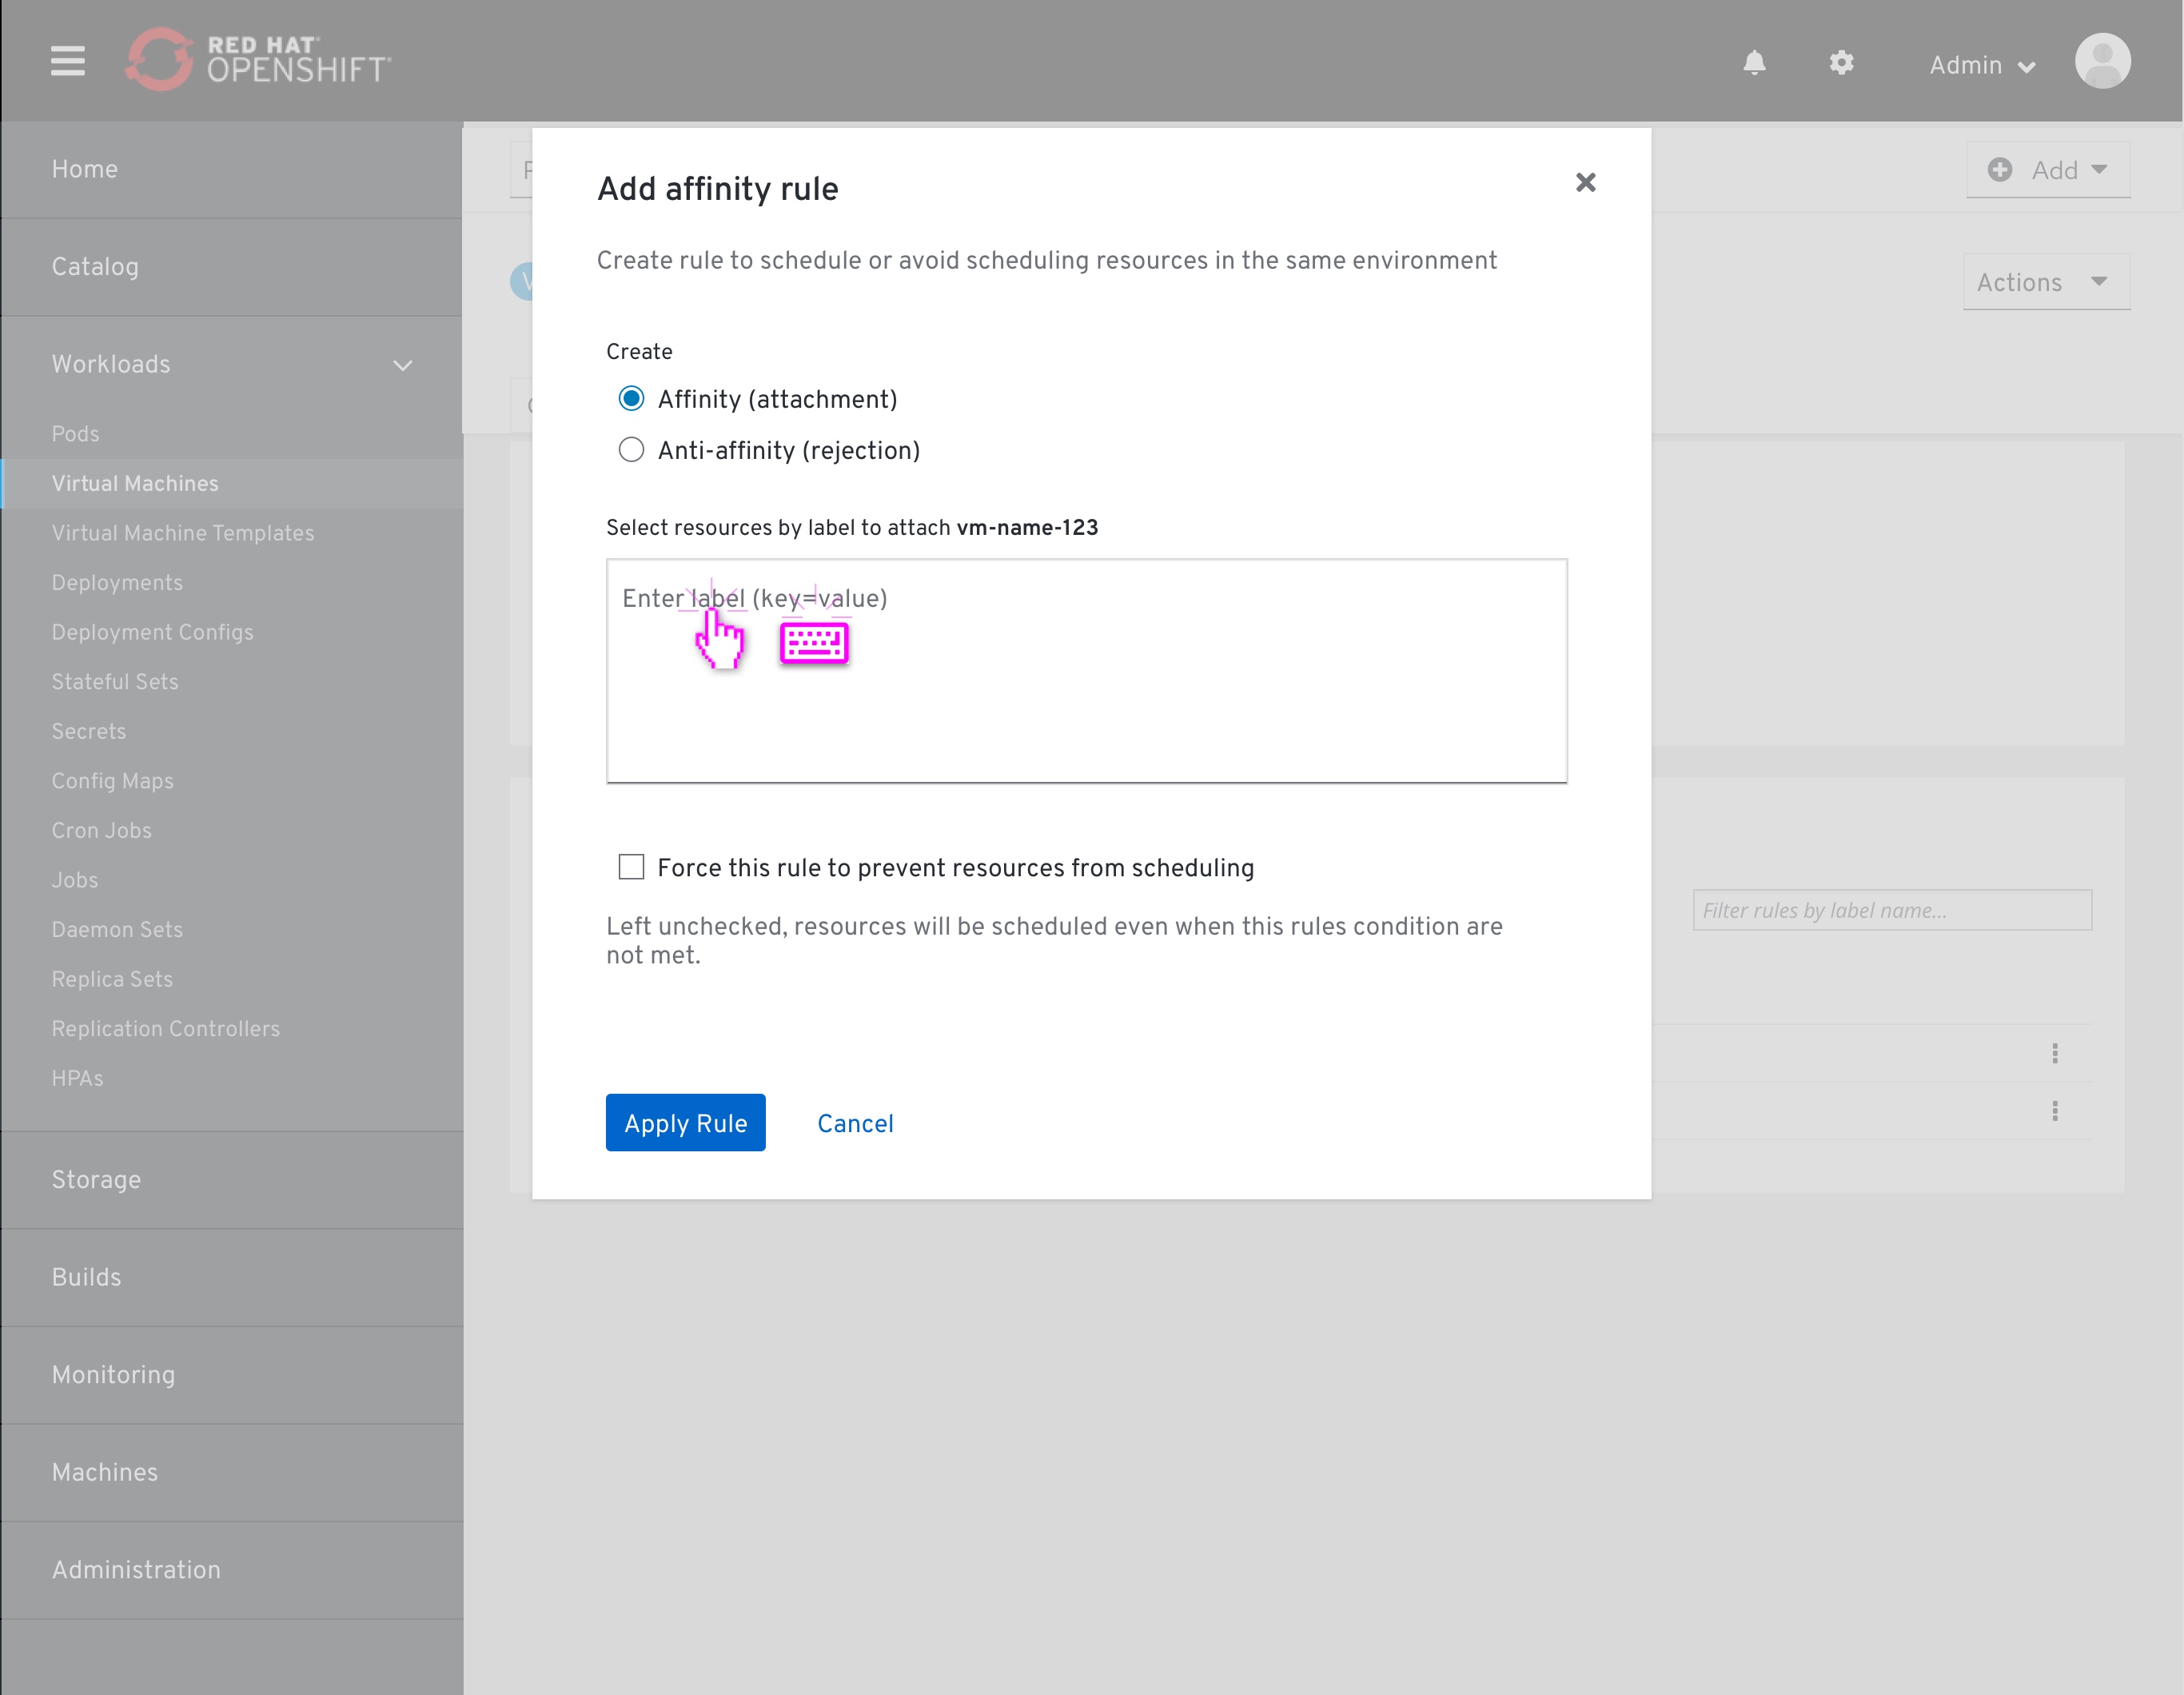 RED HAT
OPENSHIFT
Admin
Home
Catalog
Workloads
Pods
Virtual Machines
Virtual Machine Templates
Deployments
Deployment Configs
Stateful Sets
Secrets
Config Maps
Cron Jobs
Jobs
Daemon Sets
Replica Sets
Replication Controllers
HPAs
Storage
Builds
Monitoring
Machines
Administration
Add
Actions
Add affinity rule
Create rule to schedule or avoid scheduling resources in the same environment
Create
Affinity (attachment)
Anti-affinity (rejection)
Select resources by label to attach vm-name-123
Enter label (key=value)
Force this rule to prevent resources from scheduling
Left unchecked, resources will be scheduled even when this rules condition are
not met.
Apply Rule
Cancel
Filter rules by label name...